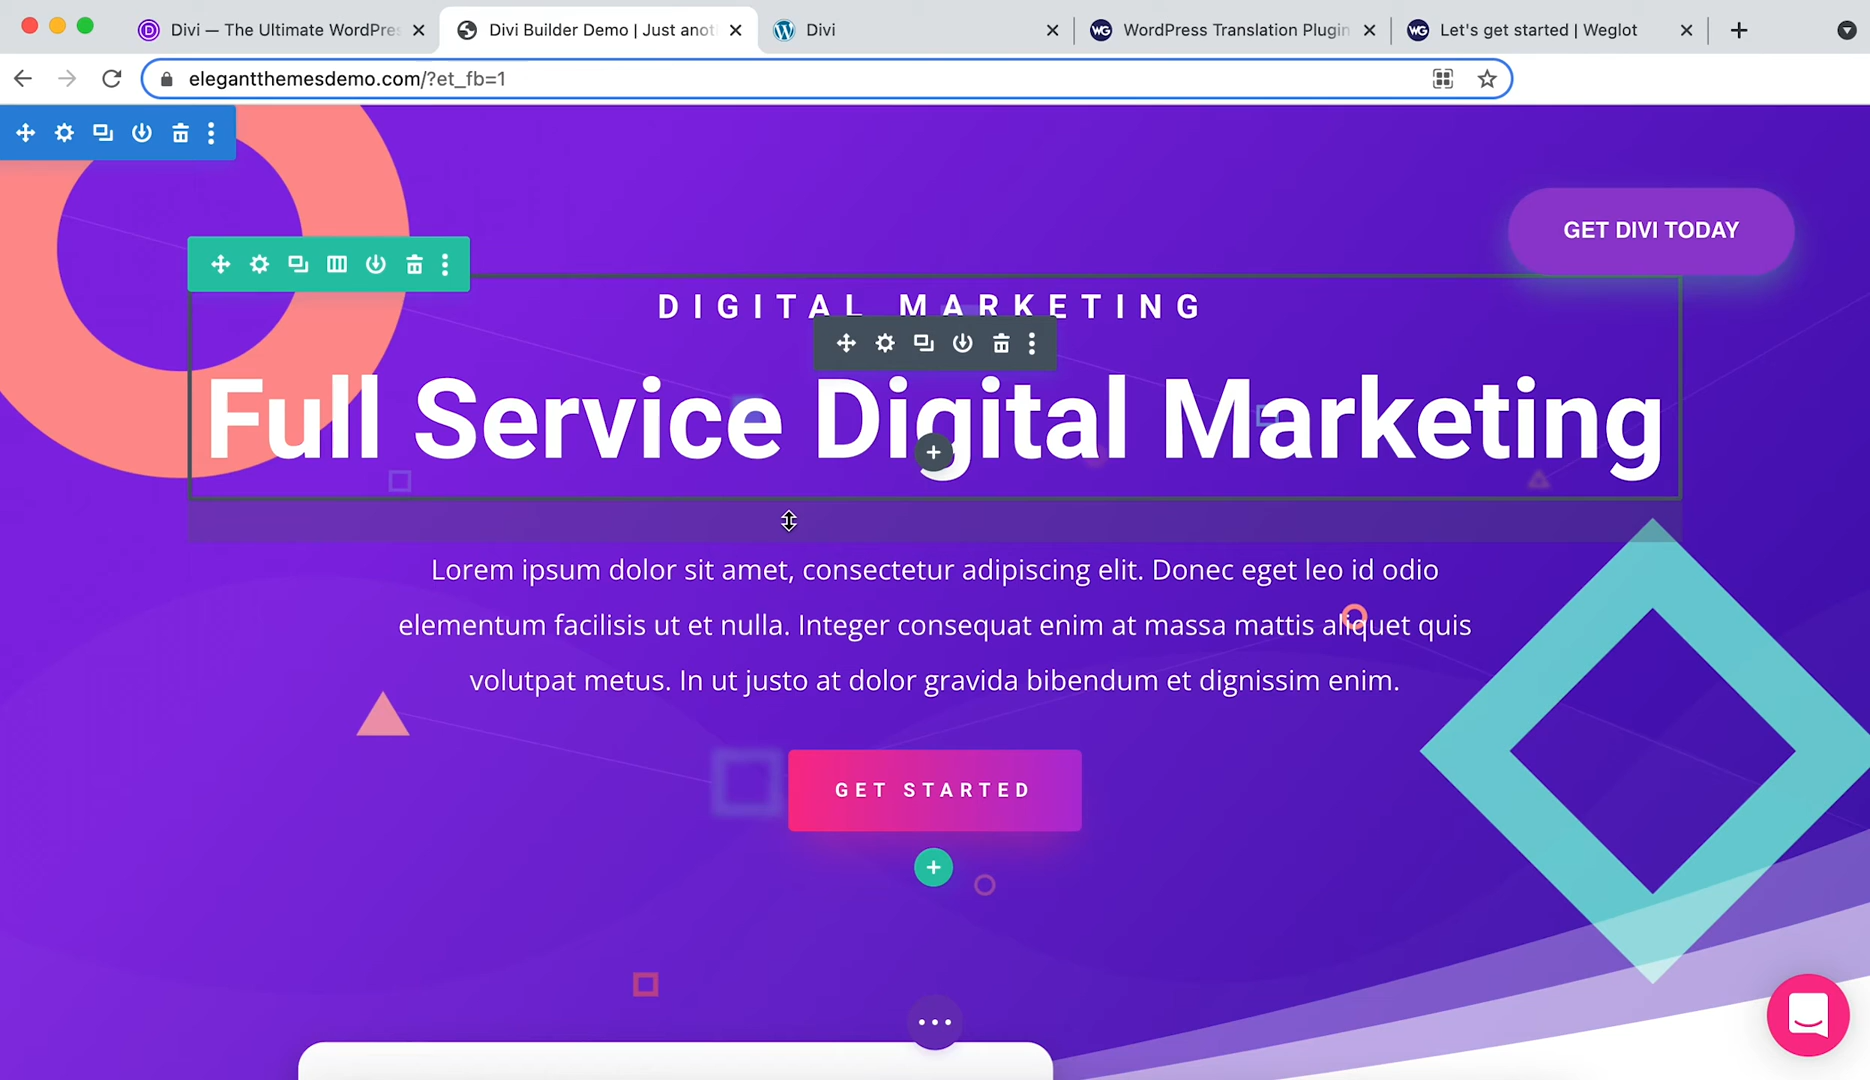 Divi — The Ultimate WordPres
Divi Builder Demo | Just anot
Divi
WordPress Translation Plugin
Let's get started | Weglot
elegantthemesdemo.com/?et_fb=1
GET DIVI TODAY
DIGITAL MARKETING
Full Service Digital Marketing
Lorem ipsum dolor sit amet, consectetur adipiscing elit. Donec eget leo id odio
elementum facilisis ut et nulla. Integer consequat enim at massa mattis aliquet quis
volutpat metus. In ut justo at dolor gravida bibendum et dignissim enim.
GET STARTED